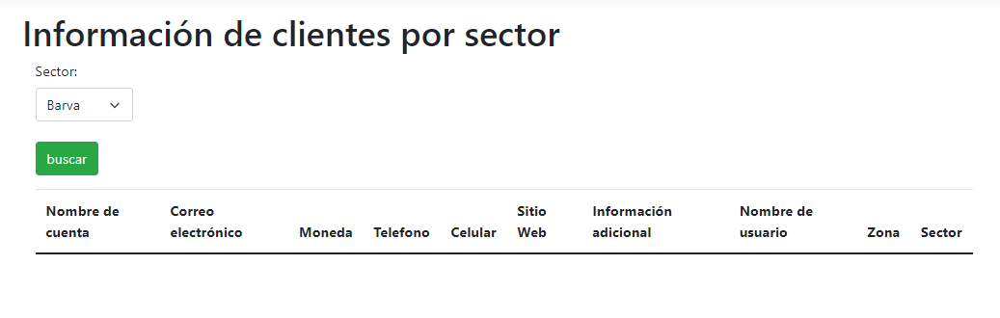 Información de clientes por sector
Sector:
Barva
buscar
Nombre de cuenta
Correo electrónico
Moneda
Telefono
Celular
Sitio Web
Información adicional
Nombre de usuario
Zona
Sector